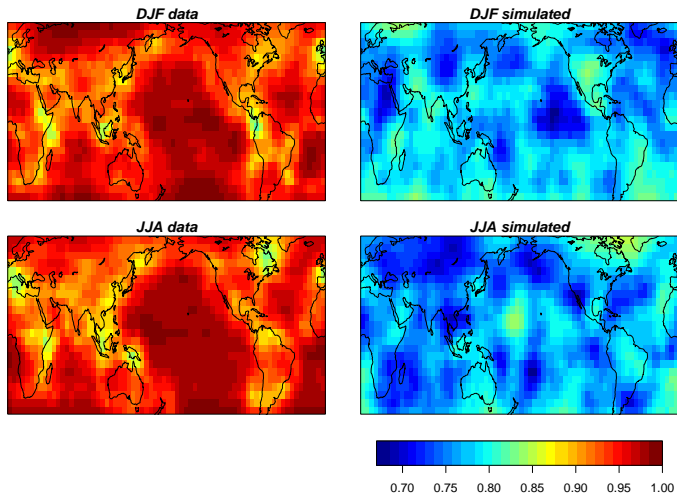 DJF data
DJF simulated
JJA data
JJA simulated
0.70 0.75 0.80 0.85 0.90 0.95 1.00